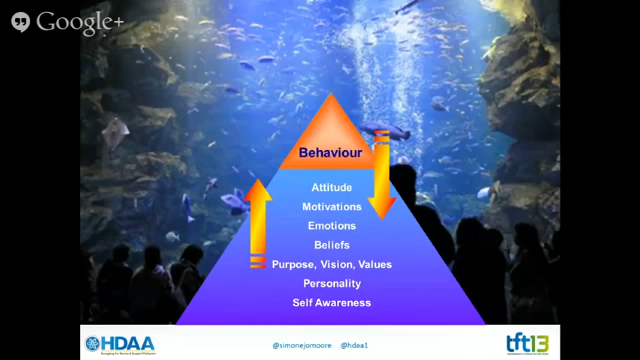 Google+
Behaviour
Attitude
Motivations
Emotions
Beliefs
Purpose, Vision, Values
Personality
Self Awareness
HDAA
@simonejomoore @hdaa1
tft13